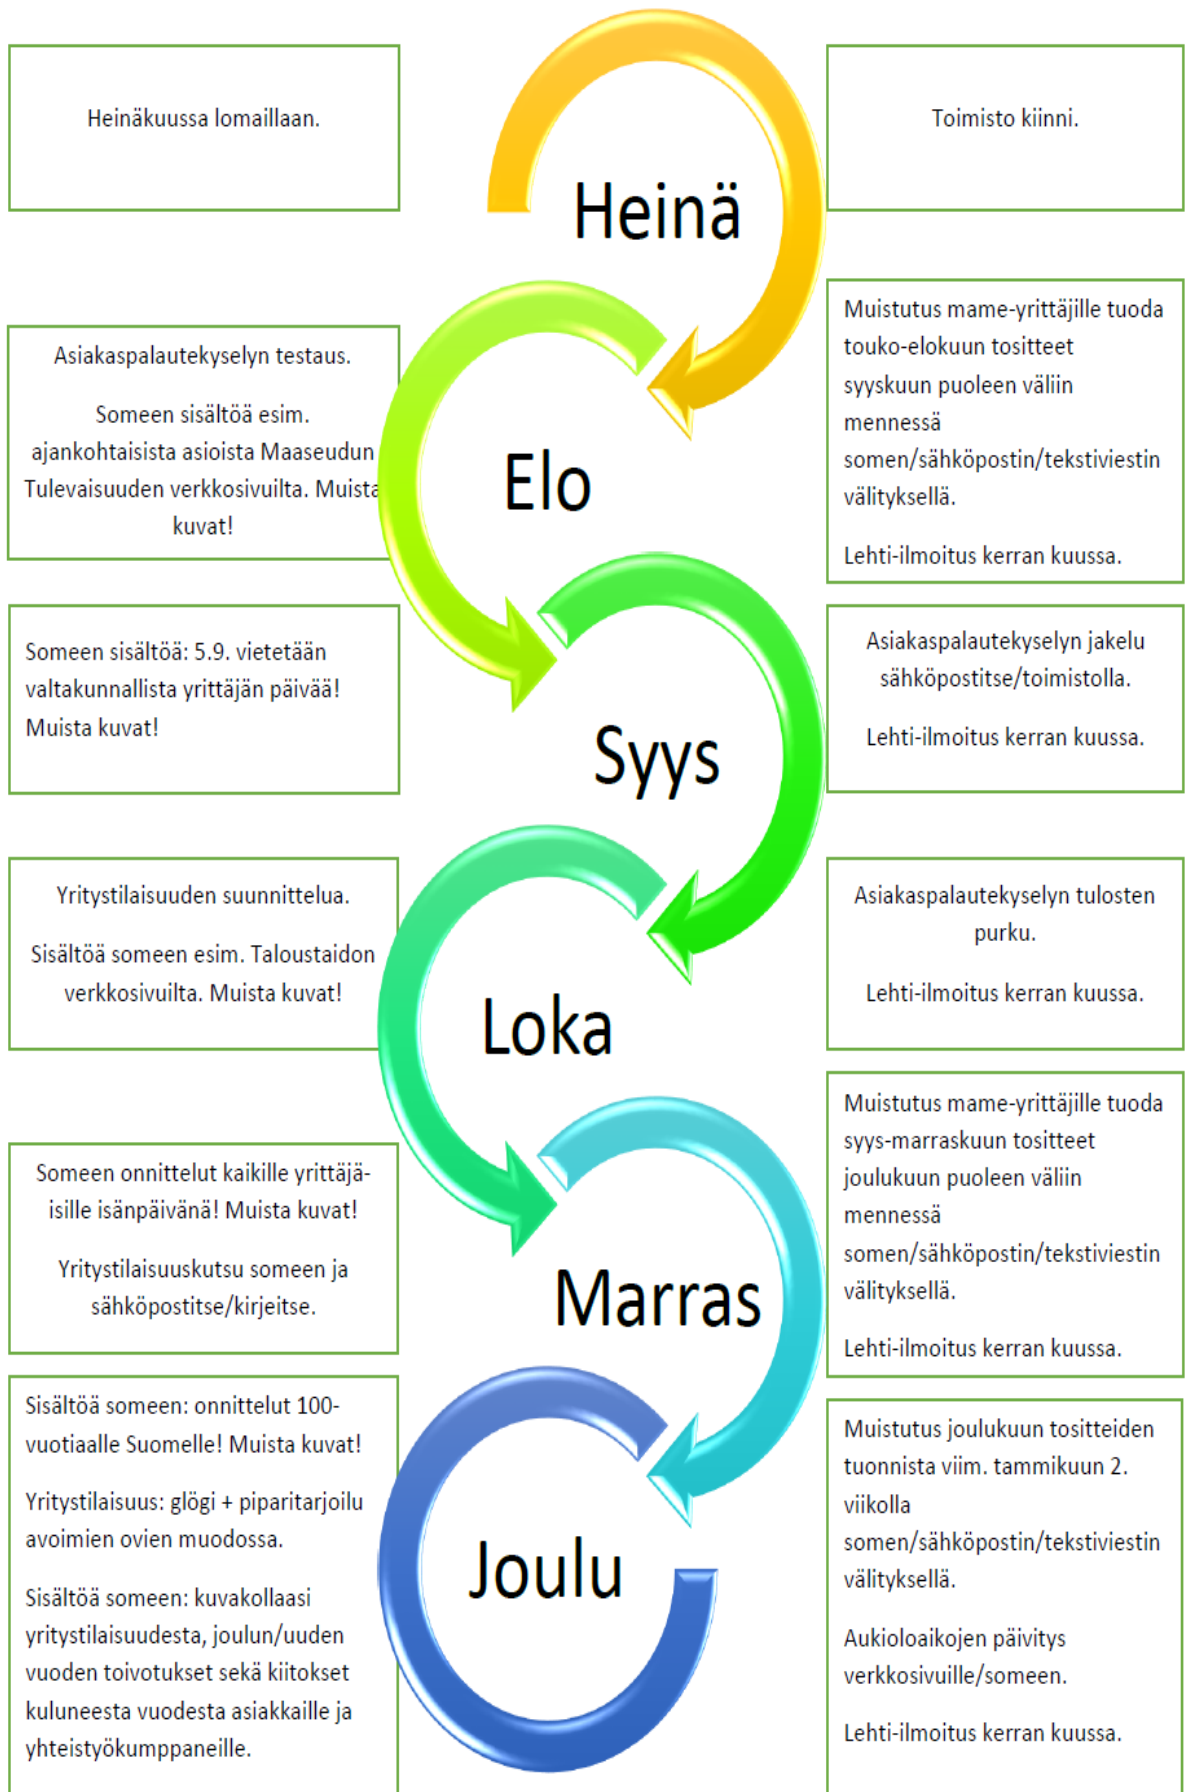 Heinäkuussa lomaillaan.
Heinä
Toimisto kiinni.
Asiakaspalautekyselyn testaus.
Someen sisältöä esim.
ajankohtaisista asioista Maaseudun
Tulevaisuuden verkkosivuilta. Muista
kuvat!
Elo
Muistutus mame-yrittäjille tuoda
touko-elokuun tositteet
syyskuun puoleen väliin
mennessä
somen/sähköpostin/tekstiviestin
välityksellä.
Lehti-ilmoitus kerran kuussa.
Someen sisältöä: 5.9. vietetään
valtakunnallista yrittäjän päivää!
Muista kuvat!
Syys
Asiakaspalautekyselyn jakelu
sähköpostitse/toimistolla.
Lehti-ilmoitus kerran kuussa.
Yritystilaisuuden suunnittelua.
Sisältöä someen esim. Taloustaidon
verkkosivuilta. Muista kuvat!
Loka
Asiakaspalautekyselyn tulosten
purku.
Lehti-ilmoitus kerran kuussa.
Someen onnittelut kaikille yrittäjä-
isille isänpäivänä! Muista kuvat!
Yritystilaisuuskutsu someen ja
sähköpostitse/kirjeitse.
Marras
Muistutus mame-yrittäjille tuoda
syys-marraskuun tositteet
joulukuun puoleen väliin
mennessä
somen/sähköpostin/tekstiviestin
välityksellä.
Lehti-ilmoitus kerran kuussa.
Sisältöä someen: onnittelut 100-
vuotiaalle Suomelle! Muista kuvat!
Yritystilaisuus: glögi + piparitarjoilu
avoimien ovien muodossa.
Sisältöä someen: kuvakollaasi
yritystilaisuudesta, joulun/uuden
vuoden toivotukset sekä kiitokset
kuluneesta vuodesta asiakkaille ja
yhteistyökumppaneille.
Joulu
Muistutus joulukuun tositteiden
tuonnista viim. tammikuun 2.
viikolla
somen/sähköpostin/tekstiviestin
välityksellä.
Aukioloaikojen päivitys
verkkosivuille/someen.
Lehti-ilmoitus kerran kuussa.